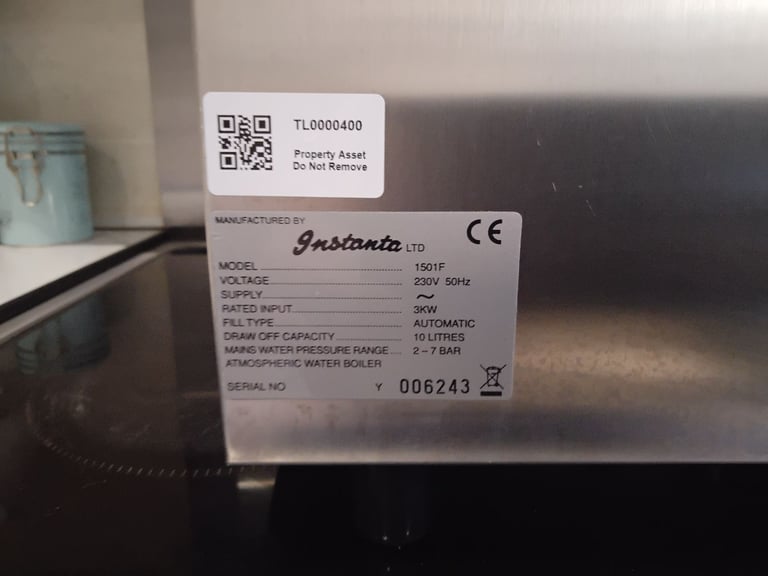 TL0000400
Property Asset
Do Not Remove
MANUFACTURED BY
Instanta LTD CE
MODEL 1501F
VOLTAGE 230V 50Hz
SUPPLY ~
RATED INPUT 3KW
FILL TYPE AUTOMATIC
DRAW OFF CAPACITY 10 LITRES
MAINS WATER PRESSURE RANGE 2 – 7 BAR
ATMOSPHERIC WATER BOILER
SERIAL NO Y 006243